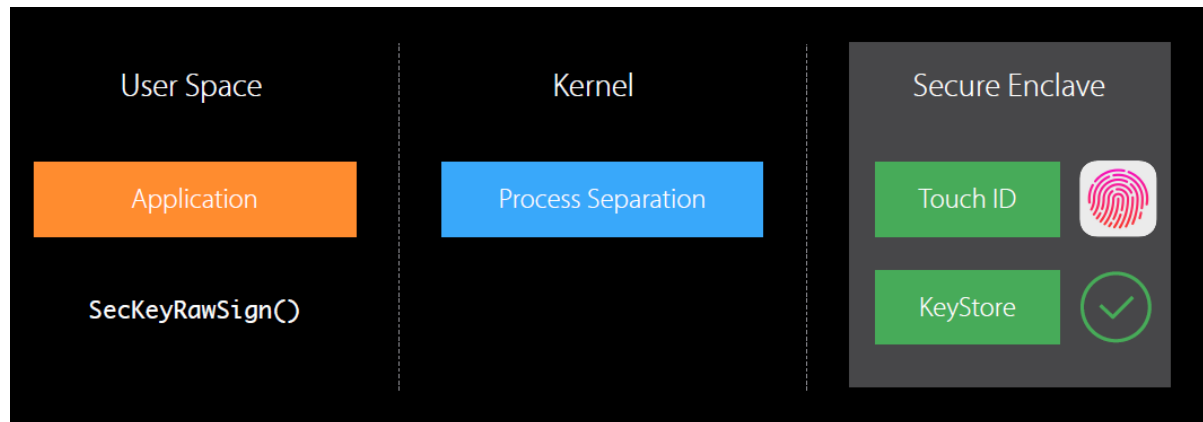 User Space
Kernel
Secure Enclave
Application
Process Separation
Touch ID
SecKeyRawSign()
KeyStore